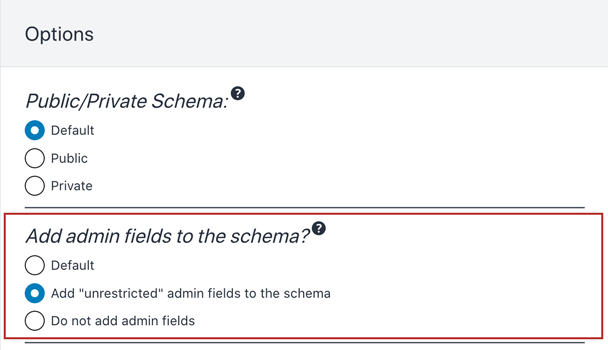 Options
Public/Private Schema: ?
Default
Public
Private
Add admin fields to the schema? ?
Default
Add "unrestricted" admin fields to the schema
Do not add admin fields